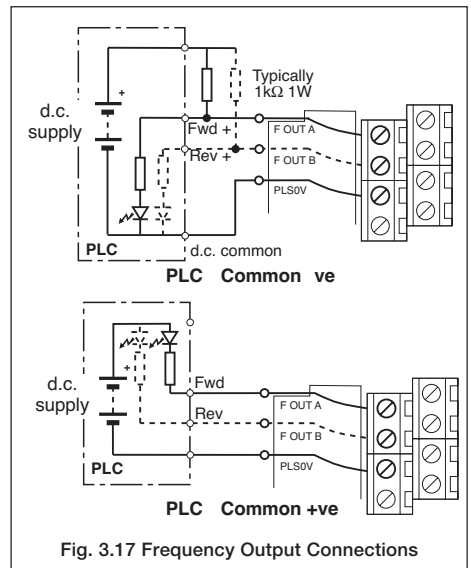 +
d.c.
supply
Typically
1kΩ 1W
Fwd +
Rev +
F OUT A
F OUT B
PLS0V
PLC
d.c. common
PLC Common ve
+
d.c.
supply
Fwd
Rev
F OUT A
F OUT B
PLS0V
PLC
PLC Common +ve
Fig. 3.17 Frequency Output Connections